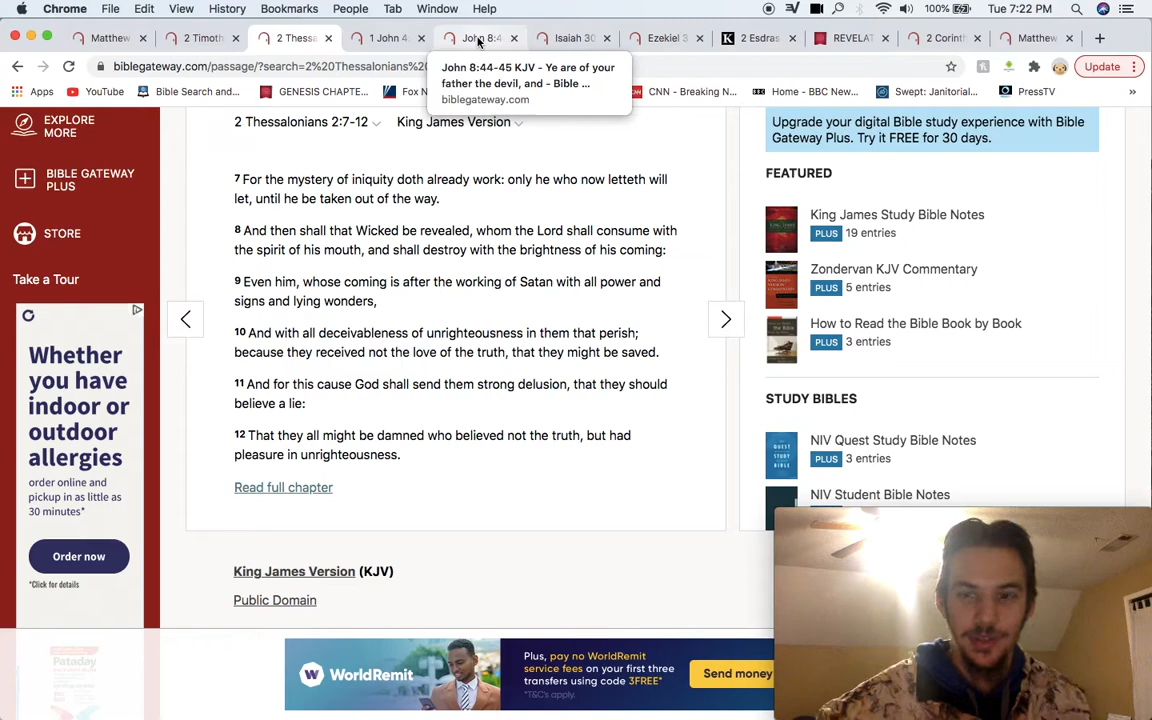 Chrome File Edit View History Bookmarks People Tab Window Help 100% Tue 7:22 PM
Matthew 2 Timoth 2 Thessa 1 John 4: John 8:4 Isaiah 30 Ezekiel 3 2 Esdras REVELAT 2 Corint Matthew
biblegateway.com/passage/?search=2%20Thessalonians%20 Update
Apps YouTube Bible Search and... GENESIS CHAPTE... Fox N CNN - Breaking N... Home - BBC New... Swept: Janitorial... PressTV »
John 8:44-45 KJV - Ye are of your
father the devil, and - Bible ...
biblegateway.com
EXPLORE
MORE
BIBLE GATEWAY
PLUS
STORE
Take a Tour
Whether
you have
indoor or
outdoor
allergies
order online and
pickup in as little as
30 minutes*
Order now
*Click for details
Pataday
2 Thessalonians 2:7-12 King James Version
7 For the mystery of iniquity doth already work: only he who now letteth will
let, until he be taken out of the way.
8 And then shall that Wicked be revealed, whom the Lord shall consume with
the spirit of his mouth, and shall destroy with the brightness of his coming:
9 Even him, whose coming is after the working of Satan with all power and
signs and lying wonders,
10 And with all deceivableness of unrighteousness in them that perish;
because they received not the love of the truth, that they might be saved.
11 And for this cause God shall send them strong delusion, that they should
believe a lie:
12 That they all might be damned who believed not the truth, but had
pleasure in unrighteousness.
Read full chapter
King James Version (KJV)
Public Domain
Upgrade your digital Bible study experience with Bible
Gateway Plus. Try it FREE for 30 days.
FEATURED
King James Study Bible Notes
PLUS 19 entries
Zondervan KJV Commentary
PLUS 5 entries
How to Read the Bible Book by Book
PLUS 3 entries
STUDY BIBLES
NIV Quest Study Bible Notes
PLUS 3 entries
NIV Student Bible Notes
WorldRemit
Plus, pay no WorldRemit
service fees on your first three
transfers using code 3FREE*
*T&C's apply.
Send money